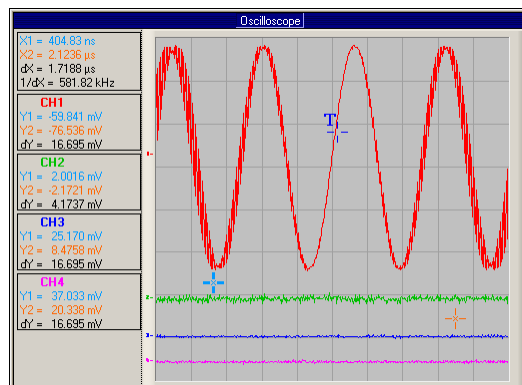 Oscilloscope
X1 = 404.83 ns
X2 = 2.1236 µs
dX = 1.7188 µs
1/dX = 581.82 kHz
CH1
Y1 = -59.841 mV
Y2 = -76.536 mV
dY = 16.695 mV
CH2
Y1 = 2.0016 mV
Y2 = -2.1721 mV
dY = 4.1737 mV
CH3
Y1 = 25.170 mV
Y2 = 8.4758 mV
dY = 16.695 mV
CH4
Y1 = 37.033 mV
Y2 = 20.338 mV
dY = 16.695 mV
T